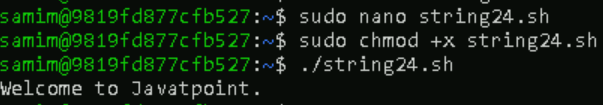 samim@9819fd877cfb527:~$ sudo nano string24.sh
samim@9819fd877cfb527:~$ sudo chmod +x string24.sh
samim@9819fd877cfb527:~$ ./string24.sh
Welcome to Javatpoint.